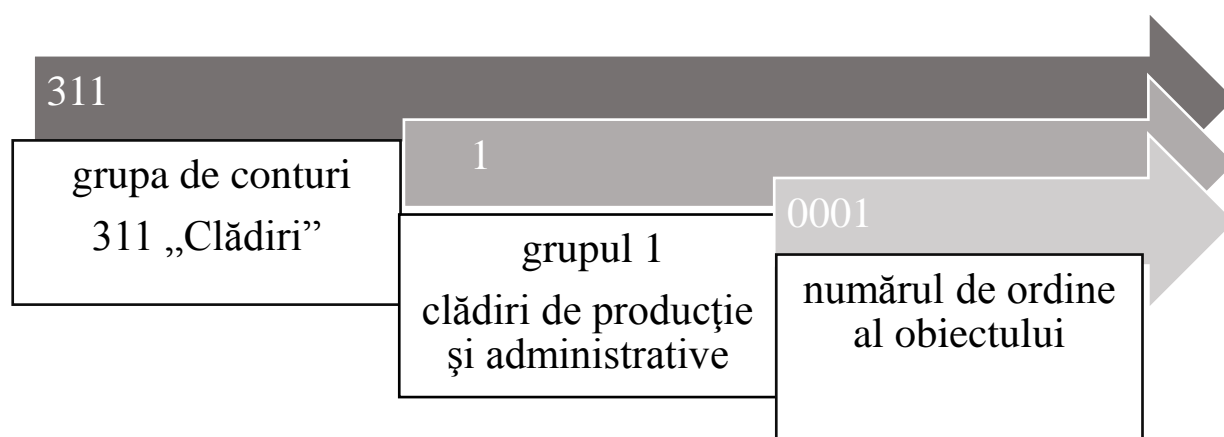 311
grupa de conturi
311 „Clădiri”
1
grupul 1
clădiri de producţie
şi administrative
0001
numărul de ordine
al obiectului